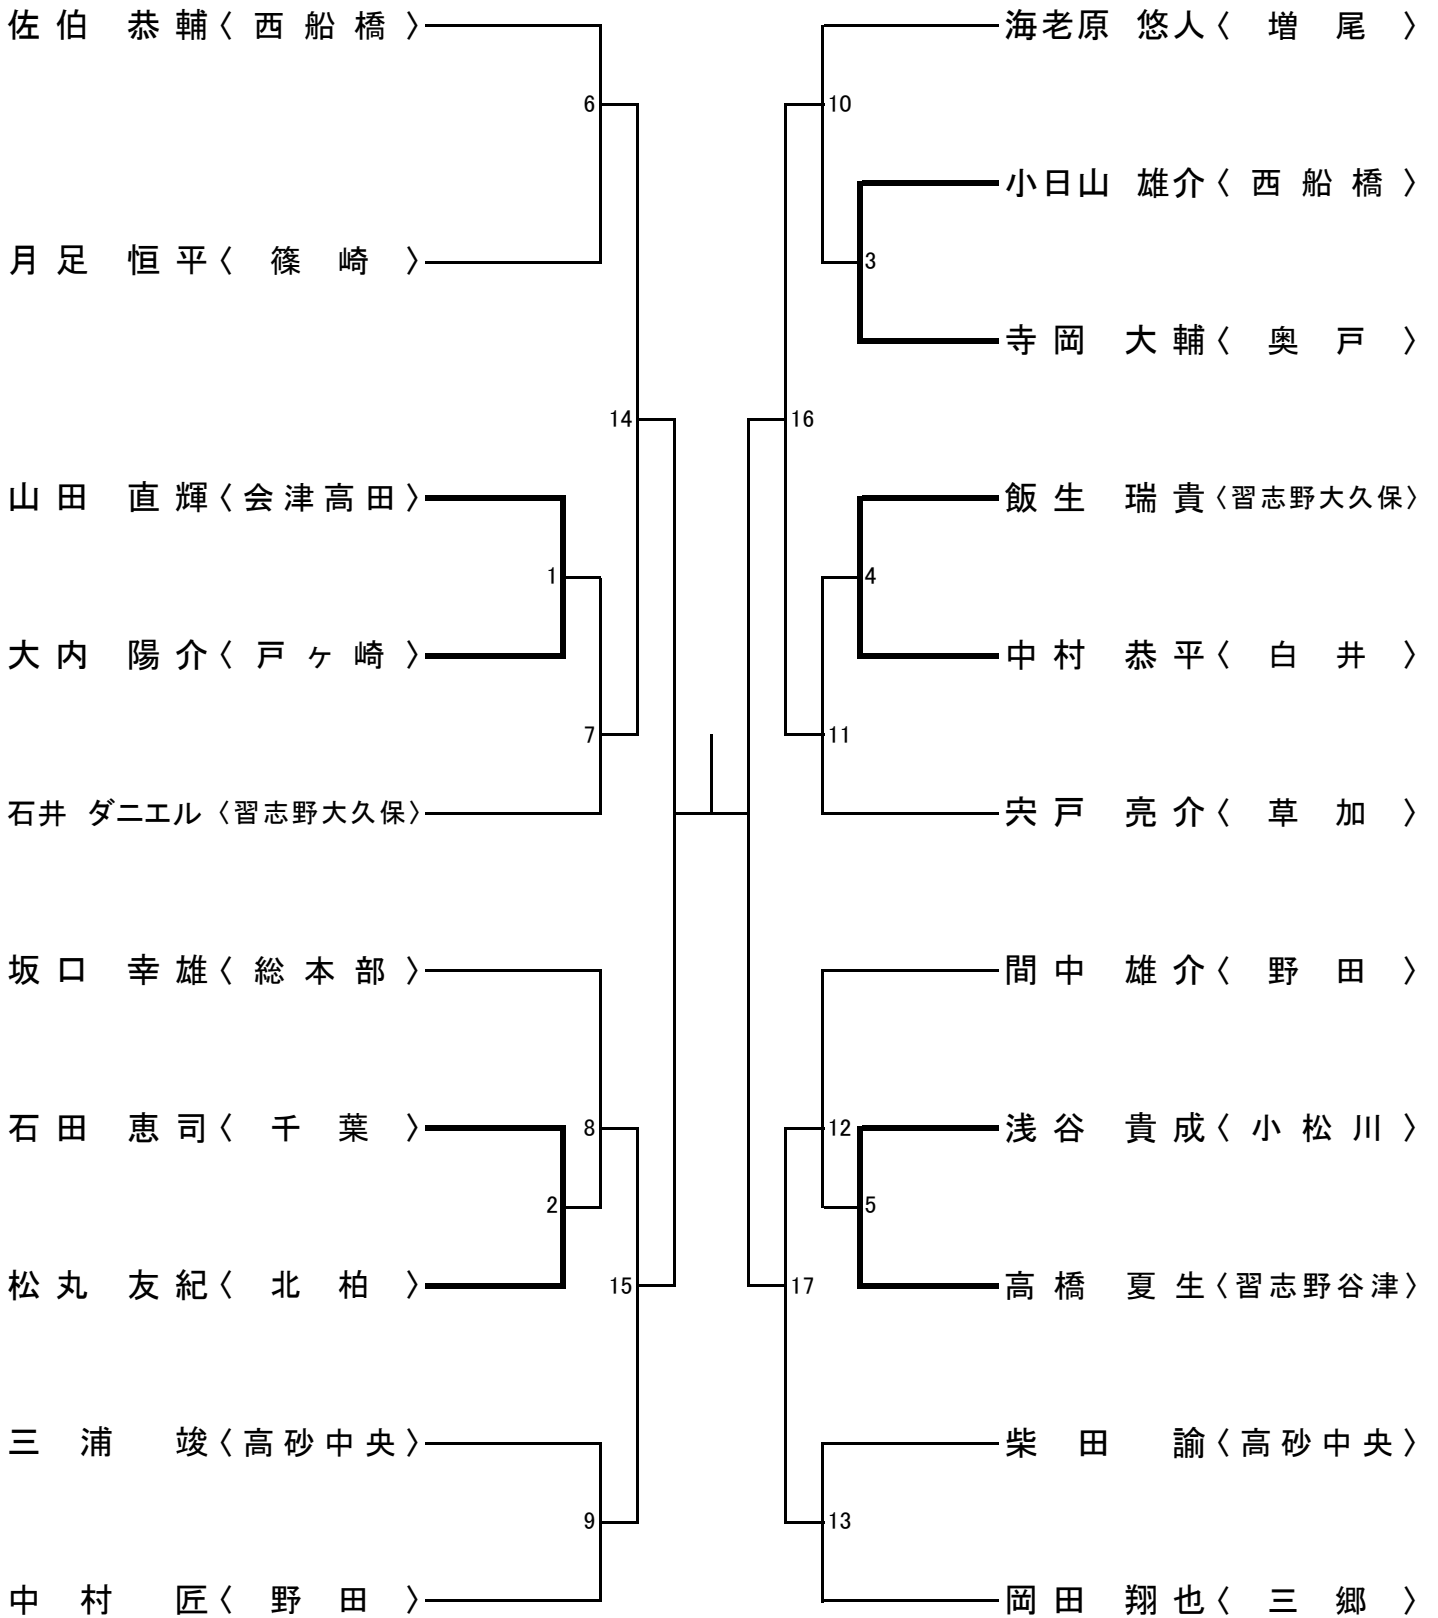 佐伯 恭輔〈 西船橋 〉
6
月足 恒平〈 篠崎 〉
14
山田 直輝〈会津高田〉
1
大内 陽介〈 戸ヶ崎 〉
7
石井 ダニエル〈習志野大久保〉
坂口 幸雄〈 総本部 〉
石田 恵司〈 千葉 〉
8
2
松丸 友紀〈 北柏 〉
15
三浦 竣〈高砂中央〉
9
中村 匠〈 野田 〉
海老原 悠人〈 増尾 〉
10
小日山 雄介〈 西船橋 〉
3
寺岡 大輔〈 奥戸 〉
16
飯生 瑞貴〈習志野大久保〉
4
中村 恭平〈 白井 〉
11
宍戸 亮介〈 草加 〉
間中 雄介〈 野田 〉
12
浅谷 貴成〈 小松川 〉
5
高橋 夏生〈習志野谷津〉
17
柴田 諭〈高砂中央〉
13
岡田 翔也〈 三郷 〉